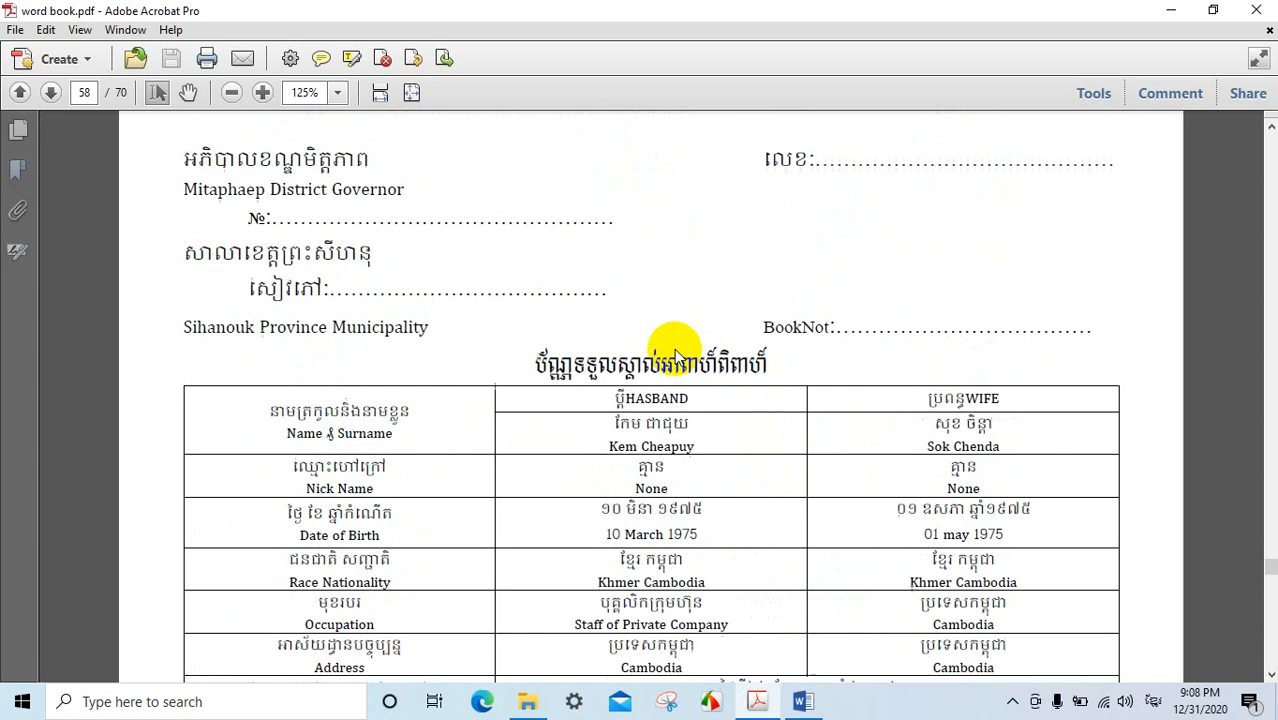 word book.pdf - Adobe Acrobat Pro
File Edit View Window Help
Create
58 / 70 125% Tools Comment Share
អភិបាលខណ្ឌមិត្តភាព លេខ:..........................................
Mitaphaep District Governor
№:................................................
សាលាខេត្តព្រះសីហនុ
សៀវភៅ:.......................................
Sihanouk Province Municipality BookNot:....................................
ប័ណ្ណទទួលស្គាល់អាពាហ៍ពិពាហ៍
នាមត្រកូលនិងនាមខ្លួន
Name & Surname
ប្តីHASBAND ប្រពន្ធWIFE
កែម ជាជុយ សុខ ចិន្តា
Kem Cheapuy Sok Chenda
ឈ្មោះហៅក្រៅ គ្មាន គ្មាន
Nick Name None None
ថ្ងៃ ខែ ឆ្នាំកំណើត ១០ មិនា ១៩៧៥ ០១ ឧសភា ឆ្នាំ១៩៧៥
Date of Birth 10 March 1975 01 may 1975
ជនជាតិ សញ្ជាតិ ខ្មែរ កម្ពុជា ខ្មែរ កម្ពុជា
Race Nationality Khmer Cambodia Khmer Cambodia
មុខរបរ បុគ្គលិកក្រុមហ៊ុន ប្រទេសកម្ពុជា
Occupation Staff of Private Company Cambodia
អាស័យដ្ឋានបច្ចុប្បន្ន ប្រទេសកម្ពុជា ប្រទេសកម្ពុជា
Address Cambodia Cambodia
Type here to search
9:08 PM
12/31/2020